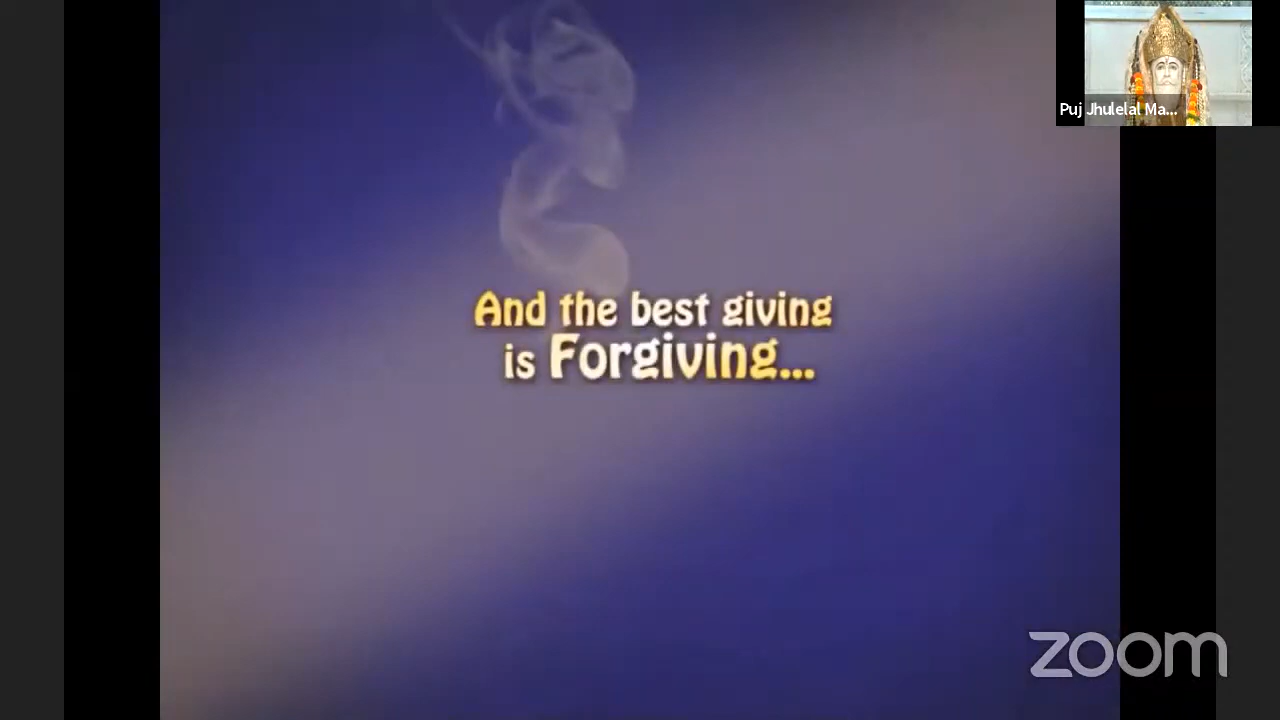 Puj Jhulelal Ma...
And the best giving
is Forgiving...
zoom